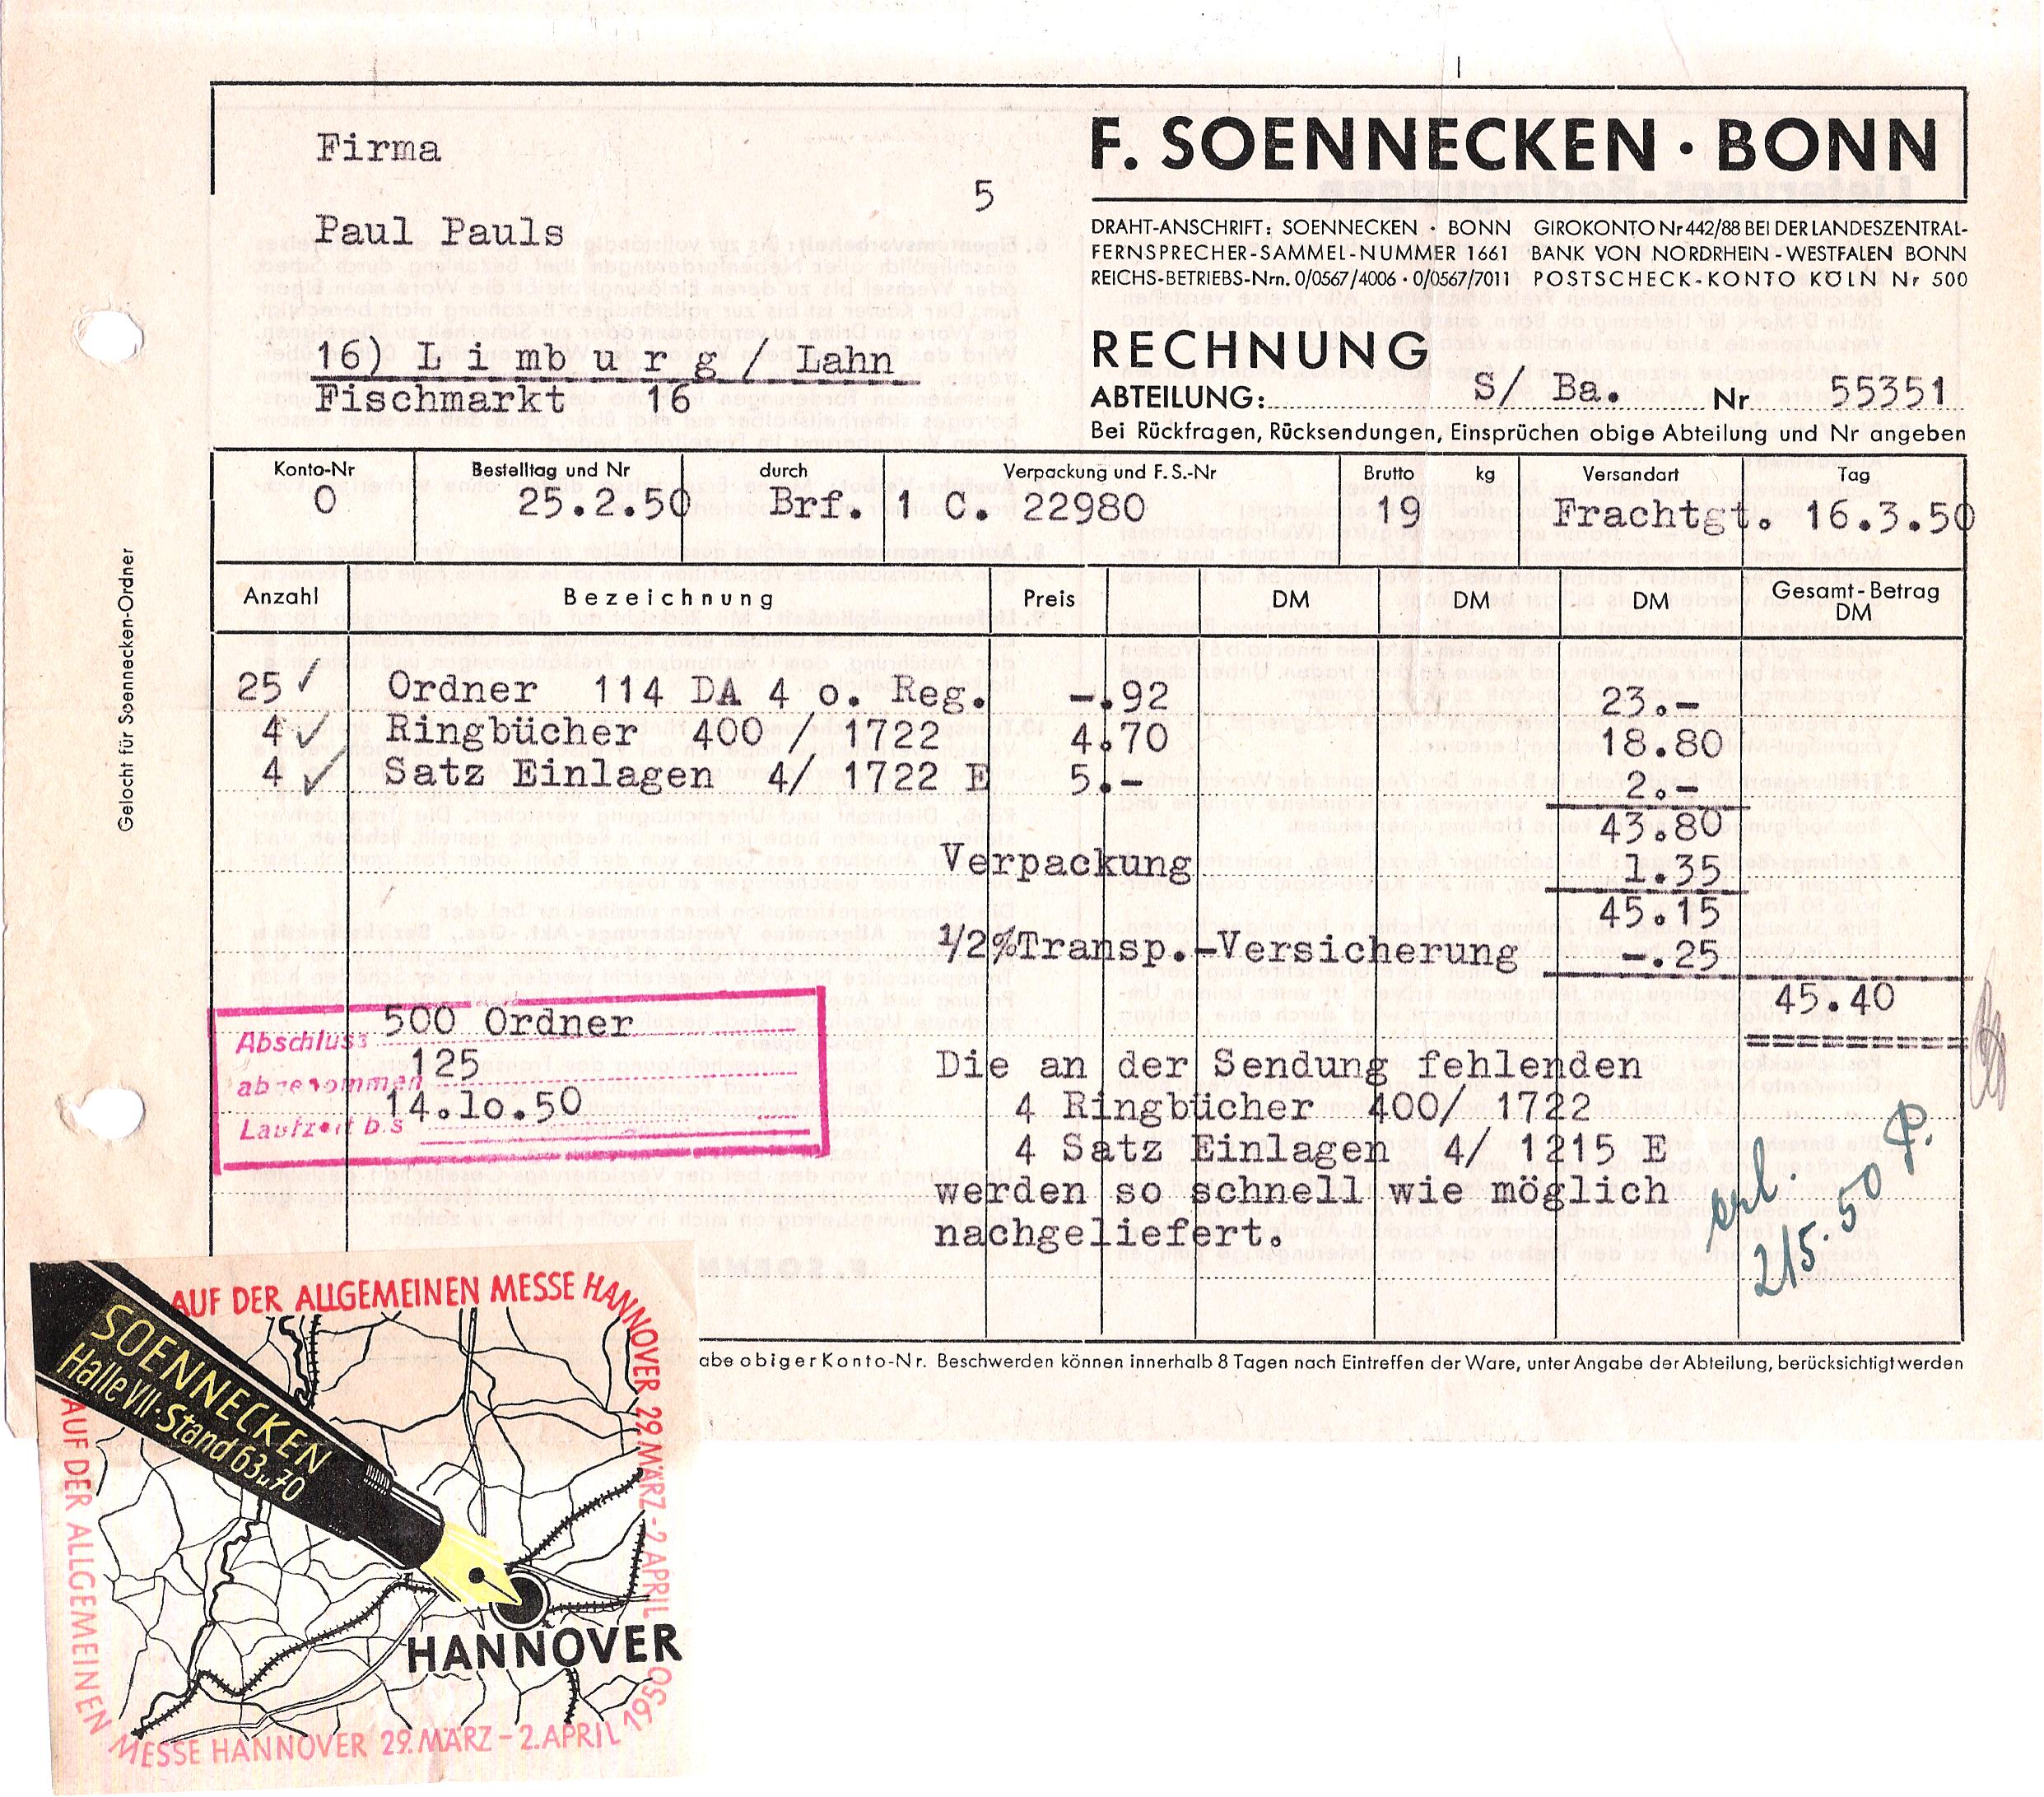 Firma
5
Paul Pauls
16) L i m b u r g / Lahn
Fischmarkt 16
F. SOENNECKEN · BONN
DRAHT-ANSCHRIFT: SOENNECKEN · BONN
FERNSPRECHER-SAMMEL-NUMMER 1661
REICHS-BETRIEBS-Nrn. 0/0567/4006 · 0/0567/7011
GIROKONTO Nr 442/88 BEI DER LANDESZENTRAL-
BANK VON NORDRHEIN-WESTFALEN BONN
POSTSCHECK-KONTO KÖLN Nr 500
RECHNUNG
ABTEILUNG: S/ Ba. Nr 55351
Bei Rückfragen, Rücksendungen, Einsprüchen obige Abteilung und Nr angeben
Konto-Nr Bestelltag und Nr durch Verpackung und F.S.-Nr Brutto kg Versandart Tag
0 25.2.50 Brf. 1 C. 22980 19 Frachtgt. 16.3.50
Anzahl Bezeichnung Preis DM DM DM Gesamt-Betrag DM
25 ✓ Ordner 114 DA 4 o. Reg. -.92 23.-
4 ✓ Ringbücher 400 / 1722 4.70 18.80
4 ✓ Satz Einlagen 4/ 1722 E 5.- 2.-
43.80
Verpackung 1.35
45.15
1/2%Transp.-Versicherung -.25
45.40
Abschluss 500 Ordner
abgenommen 125
Laufzeit bis 14.lo.50
Die an der Sendung fehlenden
4 Ringbücher 400/ 1722
4 Satz Einlagen 4/ 1215 E
werden so schnell wie möglich
nachgeliefert.
erl.
2/5.50 P.
abe obiger Konto-Nr. Beschwerden können innerhalb 8 Tagen nach Eintreffen der Ware, unter Angabe der Abteilung, berücksichtigt werden
Gelocht für Soennecken-Ordner
AUF DER ALLGEMEINEN MESSE HANNOVER 29. MÄRZ - 2. APRIL 1950
SOENNECKEN
Halle VII · Stand 63 u. 70
HANNOVER
AUF DER ALLGEMEINEN MESSE HANNOVER 29. MÄRZ - 2. APRIL 1950